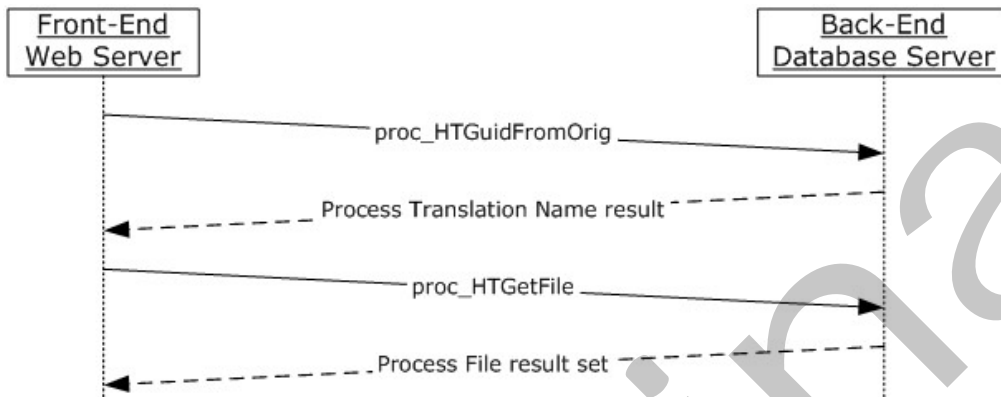 Front-End
Web Server
Back-End
Database Server
proc_HTGuidFromOrig
Process Translation Name result
proc_HTGetFile
Process File result set